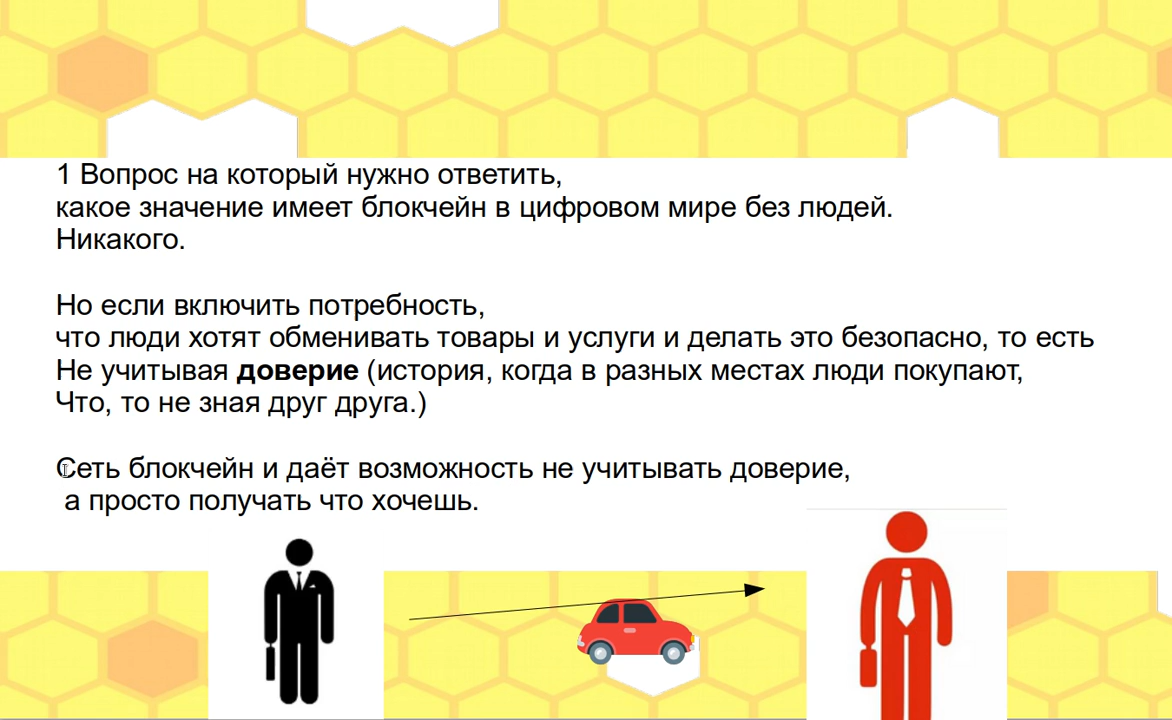 1 Вопрос на который нужно ответить,
какое значение имеет блокчейн в цифровом мире без людей.
Никакого.
Но если включить потребность,
что люди хотят обменивать товары и услуги и делать это безопасно, то есть
Не учитывая доверие (история, когда в разных местах люди покупают,
Что, то не зная друг друга.)
Сеть блокчейн и даёт возможность не учитывать доверие,
а просто получать что хочешь.